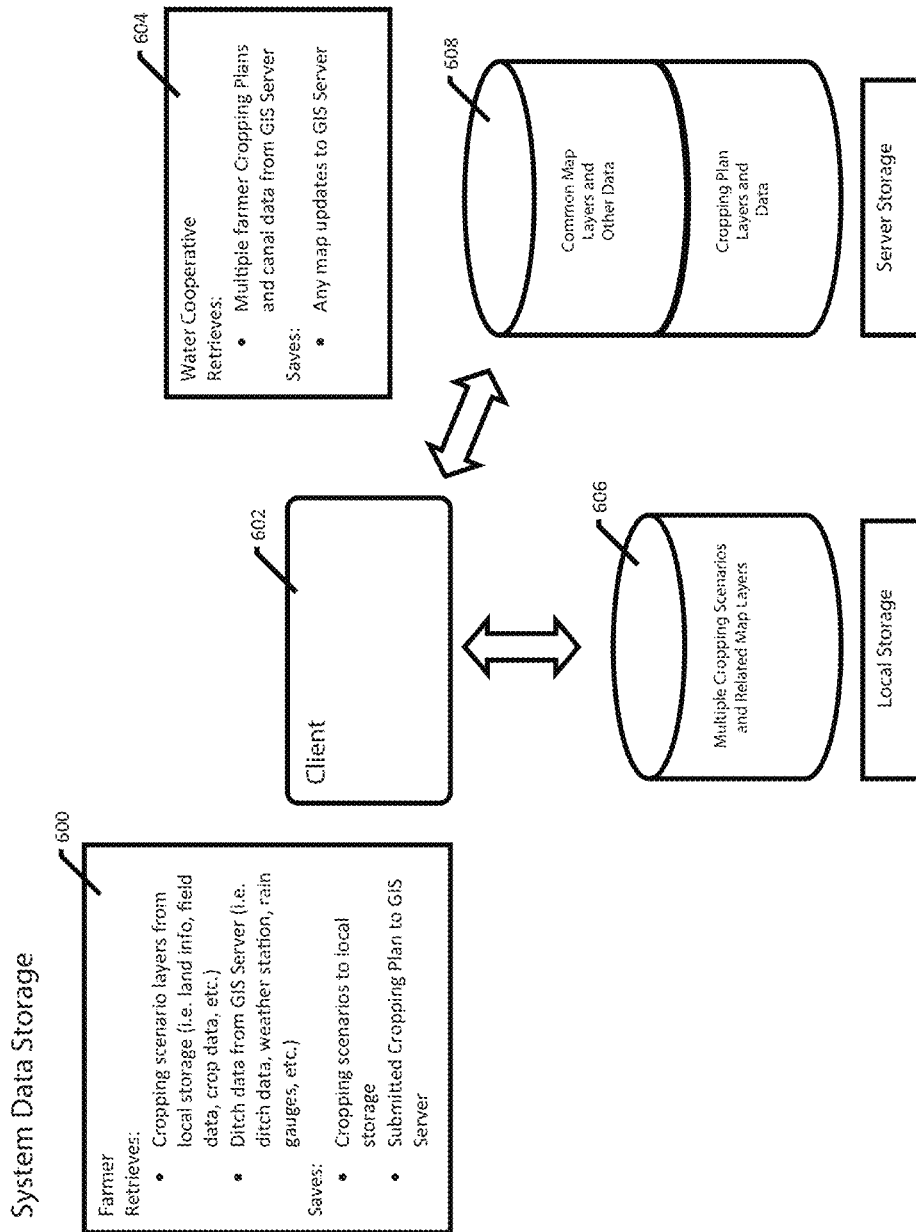 System Data Storage
600
Farmer
Retrieves:
• Cropping scenario layers from
local storage (i.e. land info, field
data, crop data, etc.)
• Ditch data from GIS Server (i.e.
ditch data, weather station, rain
gauges, etc.)
Saves:
• Cropping scenarios to local
storage
• Submitted Cropping Plan to GIS
Server
602
Client
604
Water Cooperative
Retrieves:
• Multiple farmer Cropping Plans
and canal data from GIS Server
Saves:
• Any map updates to GIS Server
606
Multiple Cropping Scenarios
and Related Map Layers
Local Storage
608
Common Map
Layers and
Other Data
Cropping Plan
Layers and
Data
Server Storage